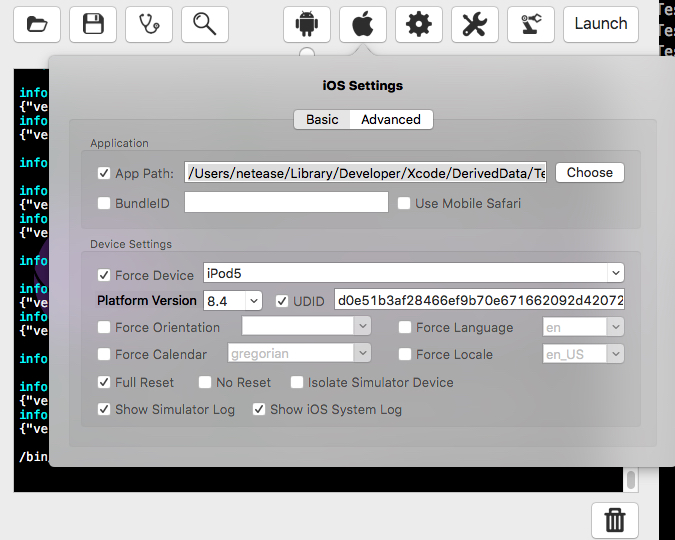 Launch
Te
Te
Te
iOS Settings
Basic Advanced
info
{"ve
info
{"ve
info
info
{"ve
info
{"ve
info
info
{"ve
info
{"ve
info
info
{"ve
info
{"ve
/bin
Application
App Path: /Users/netease/Library/Developer/Xcode/DerivedData/Te Choose
BundleID Use Mobile Safari
Device Settings
Force Device iPod5
Platform Version 8.4 UDID d0e51b3af28466ef9b70e671662092d42072
Force Orientation Force Language en
Force Calendar gregorian Force Locale en_US
Full Reset No Reset Isolate Simulator Device
Show Simulator Log Show iOS System Log